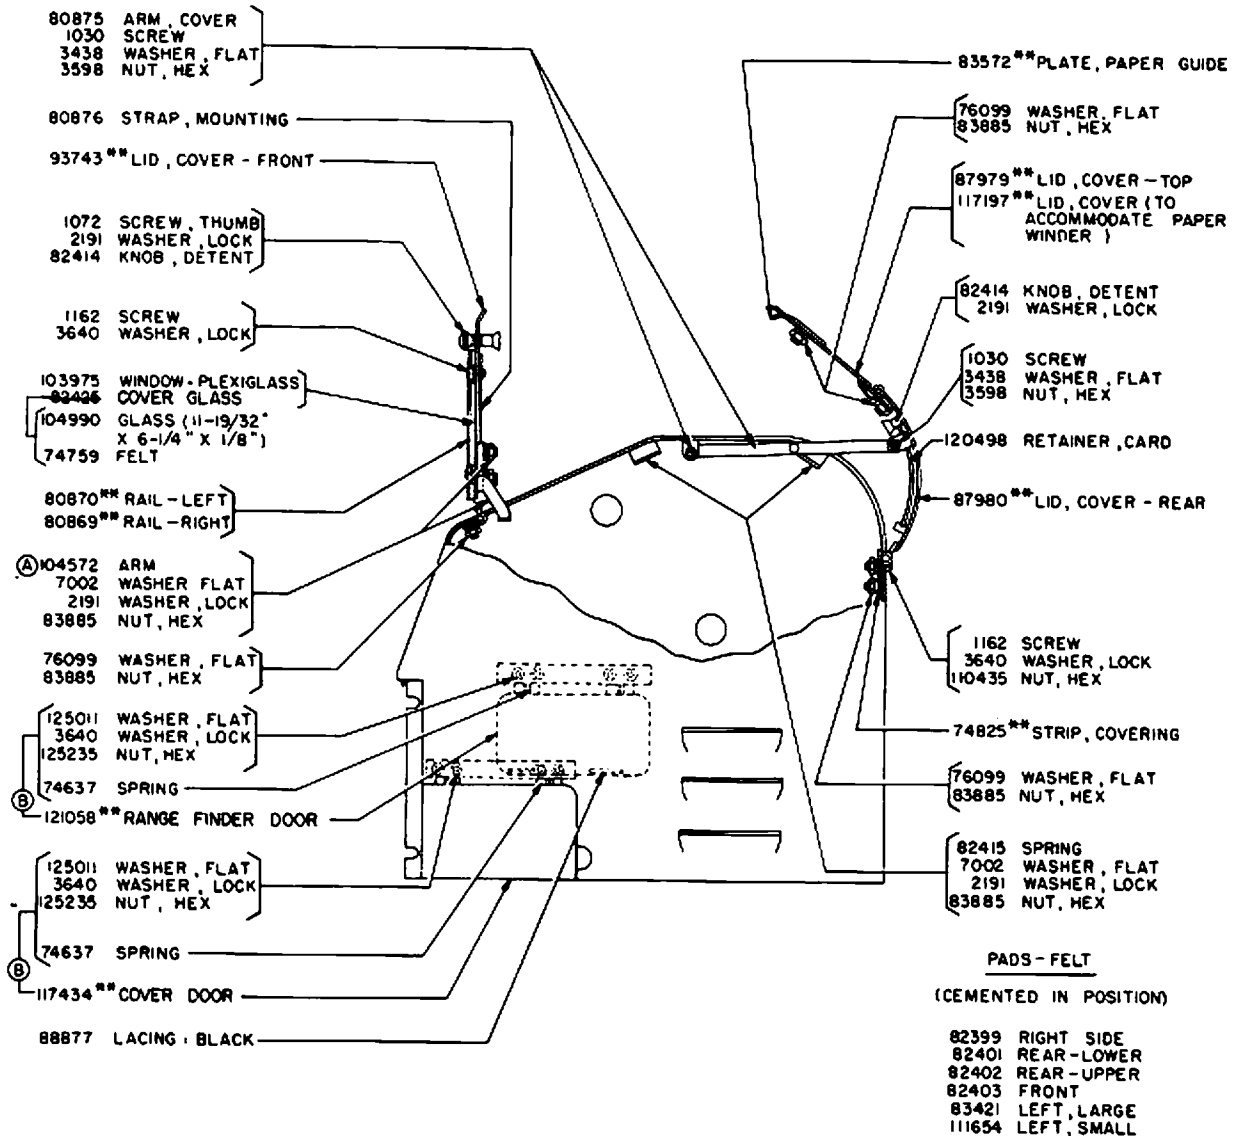 80875 ARM, COVER
1030 SCREW
3438 WASHER, FLAT
3598 NUT, HEX
80876 STRAP, MOUNTING
93743** LID, COVER - FRONT
1072 SCREW, THUMB
2191 WASHER, LOCK
82414 KNOB, DETENT
1162 SCREW
3640 WASHER, LOCK
103975 WINDOW - PLEXIGLASS
82425 COVER GLASS
104990 GLASS (11-19/32"
X 6-1/4" X 1/8")
74759 FELT
80870** RAIL - LEFT
80869** RAIL - RIGHT
A 104572 ARM
7002 WASHER FLAT
2191 WASHER, LOCK
83885 NUT, HEX
76099 WASHER, FLAT
83885 NUT, HEX
125011 WASHER, FLAT
3640 WASHER, LOCK
125235 NUT, HEX
74637 SPRING
B
121058** RANGE FINDER DOOR
125011 WASHER, FLAT
3640 WASHER, LOCK
125235 NUT, HEX
74637 SPRING
B
117434** COVER DOOR
88877 LACING: BLACK
83572** PLATE, PAPER GUIDE
76099 WASHER, FLAT
83885 NUT, HEX
87979** LID, COVER - TOP
117197** LID, COVER (TO
ACCOMMODATE PAPER
WINDER)
82414 KNOB, DETENT
2191 WASHER, LOCK
1030 SCREW
3438 WASHER, FLAT
3598 NUT, HEX
120498 RETAINER, CARD
87980** LID, COVER - REAR
1162 SCREW
3640 WASHER, LOCK
110435 NUT, HEX
74825** STRIP, COVERING
76099 WASHER, FLAT
83885 NUT, HEX
82415 SPRING
7002 WASHER, FLAT
2191 WASHER, LOCK
83885 NUT, HEX
PADS - FELT
(CEMENTED IN POSITION)
82399 RIGHT SIDE
82401 REAR - LOWER
82402 REAR - UPPER
82403 FRONT
83421 LEFT, LARGE
111654 LEFT, SMALL